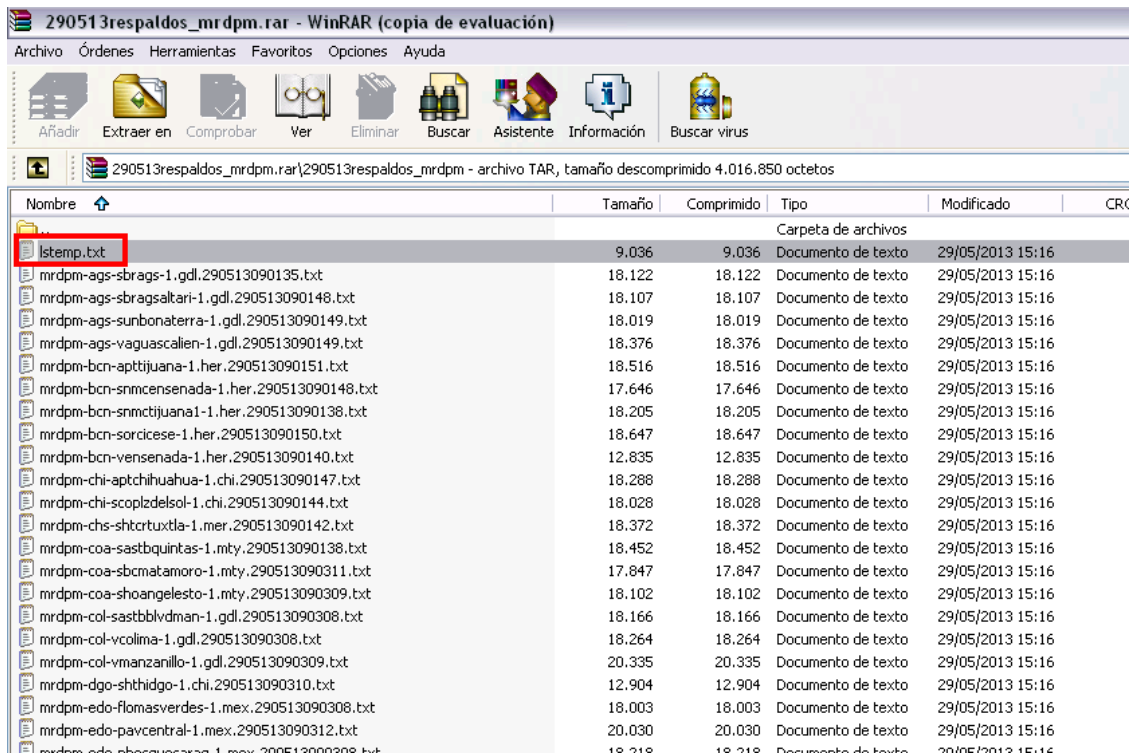 290513respaldos_mrdpm.rar - WinRAR (copia de evaluación)
Archivo Órdenes Herramientas Favoritos Opciones Ayuda
Añadir Extraer en Comprobar Ver Eliminar Buscar Asistente Información Buscar virus
290513respaldos_mrdpm.rar\290513respaldos_mrdpm - archivo TAR, tamaño descomprimido 4.016.850 octetos
Nombre Tamaño Comprimido Tipo Modificado CRC
.. Carpeta de archivos
lstemp.txt 9.036 9.036 Documento de texto 29/05/2013 15:16
mrdpm-ags-sbrags-1.gdl.290513090135.txt 18.122 18.122 Documento de texto 29/05/2013 15:16
mrdpm-ags-sbragsaltari-1.gdl.290513090148.txt 18.107 18.107 Documento de texto 29/05/2013 15:16
mrdpm-ags-sunbonaterra-1.gdl.290513090149.txt 18.019 18.019 Documento de texto 29/05/2013 15:16
mrdpm-ags-vaguascalien-1.gdl.290513090149.txt 18.376 18.376 Documento de texto 29/05/2013 15:16
mrdpm-bcn-apttijuana-1.her.290513090151.txt 18.516 18.516 Documento de texto 29/05/2013 15:16
mrdpm-bcn-snmcensenada-1.her.290513090148.txt 17.646 17.646 Documento de texto 29/05/2013 15:16
mrdpm-bcn-snmctijuana1-1.her.290513090138.txt 18.205 18.205 Documento de texto 29/05/2013 15:16
mrdpm-bcn-sorcicese-1.her.290513090150.txt 18.647 18.647 Documento de texto 29/05/2013 15:16
mrdpm-bcn-vensenada-1.her.290513090140.txt 12.835 12.835 Documento de texto 29/05/2013 15:16
mrdpm-chi-aptchihuahua-1.chi.290513090147.txt 18.288 18.288 Documento de texto 29/05/2013 15:16
mrdpm-chi-scoplzdelsol-1.chi.290513090144.txt 18.028 18.028 Documento de texto 29/05/2013 15:16
mrdpm-chs-shtcrtuxtla-1.mer.290513090142.txt 18.372 18.372 Documento de texto 29/05/2013 15:16
mrdpm-coa-sastbquintas-1.mty.290513090138.txt 18.452 18.452 Documento de texto 29/05/2013 15:16
mrdpm-coa-sbcmatamoro-1.mty.290513090311.txt 17.847 17.847 Documento de texto 29/05/2013 15:16
mrdpm-coa-shoangelesto-1.mty.290513090309.txt 18.102 18.102 Documento de texto 29/05/2013 15:16
mrdpm-col-sastbblvdman-1.gdl.290513090308.txt 18.166 18.166 Documento de texto 29/05/2013 15:16
mrdpm-col-vcolima-1.gdl.290513090308.txt 18.264 18.264 Documento de texto 29/05/2013 15:16
mrdpm-col-vmanzanillo-1.gdl.290513090309.txt 20.335 20.335 Documento de texto 29/05/2013 15:16
mrdpm-dgo-shthidgo-1.chi.290513090310.txt 12.904 12.904 Documento de texto 29/05/2013 15:16
mrdpm-edo-flomasverdes-1.mex.290513090308.txt 18.003 18.003 Documento de texto 29/05/2013 15:16
mrdpm-edo-pavcentral-1.mex.290513090312.txt 20.030 20.030 Documento de texto 29/05/2013 15:16
18.218 18.218 Documento de texto 29/05/2013 15:16